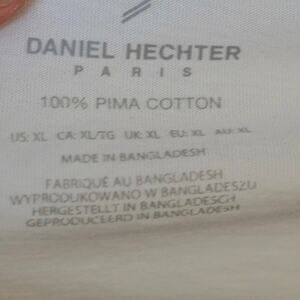 DANIEL HECHTER
PARIS
100% PIMA COTTON
US: XL CA: XL/TG UK: XL EU: XL AU: XL
MADE IN BANGLADESH
FABRIQUÉ AU BANGLADESH
WYPRODUKOWANO W BANGLADESZU
HERGESTELLT IN BANGLADESCH
GEPRODUCEERD IN BANGLADESH